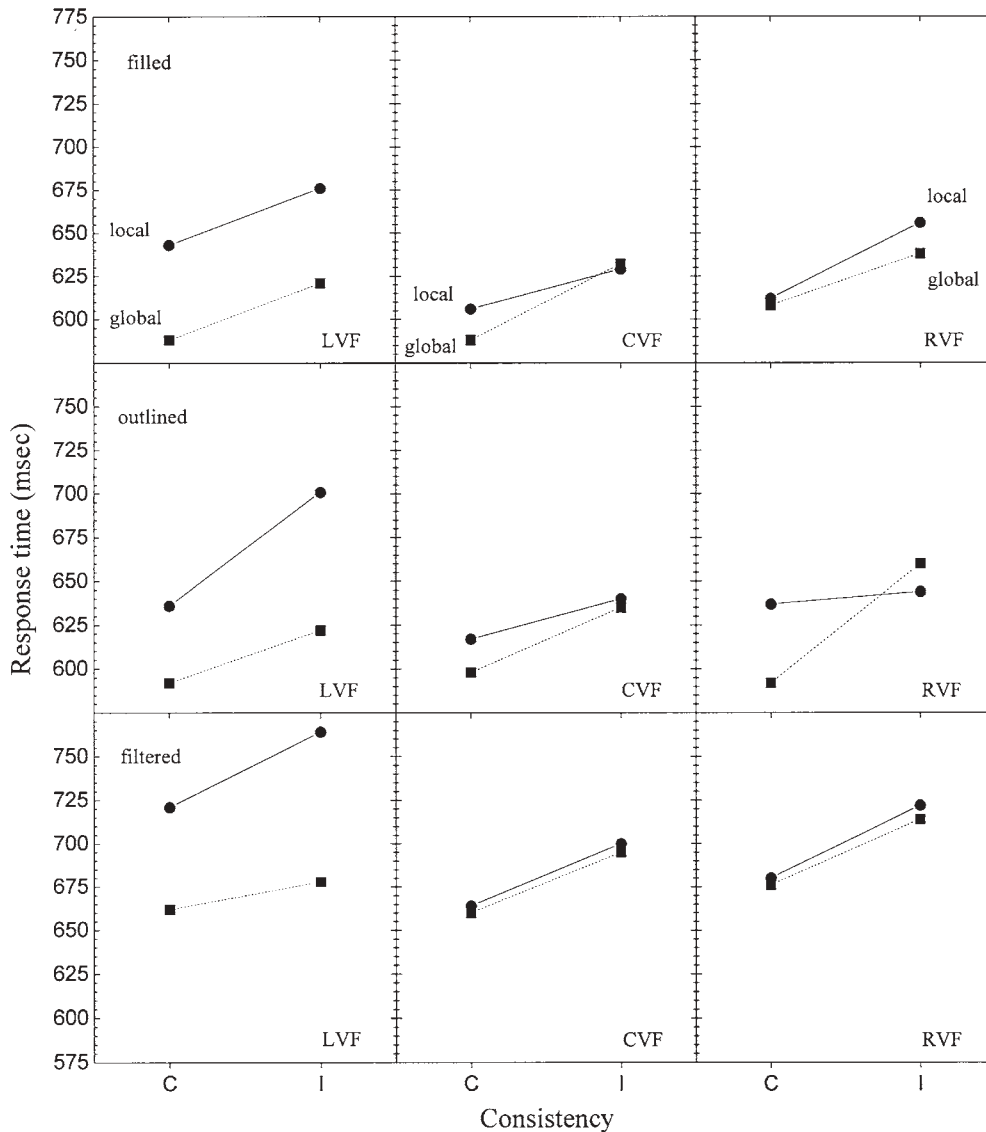 775
750
725
700
675
650
625
600
filled
local
global
LVF
local
global
CVF
local
global
RVF
750
725
700
675
650
625
600
outlined
LVF
CVF
RVF
750
725
700
675
650
625
600
575
filtered
LVF
CVF
RVF
Response time (msec)
C I C I C I
Consistency